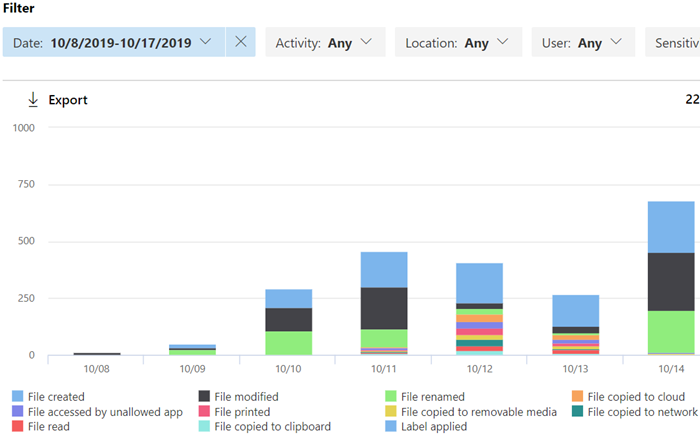 Filter
Date: 10/8/2019-10/17/2019 Activity: Any Location: Any User: Any Sensitiv
Export 22
1000
750
500
250
0
10/08 10/09 10/10 10/11 10/12 10/13 10/14
File created File modified File renamed File copied to cloud
File accessed by unallowed app File printed File copied to removable media File copied to network
File read File copied to clipboard Label applied